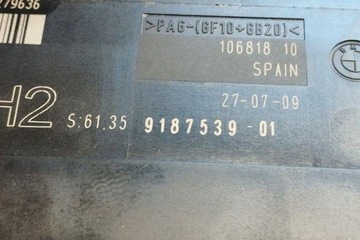 279636
>PA6-(GF10+GB20)<
106818 10
SPAIN
27-07-09
H2 S:61.35 9187539-01